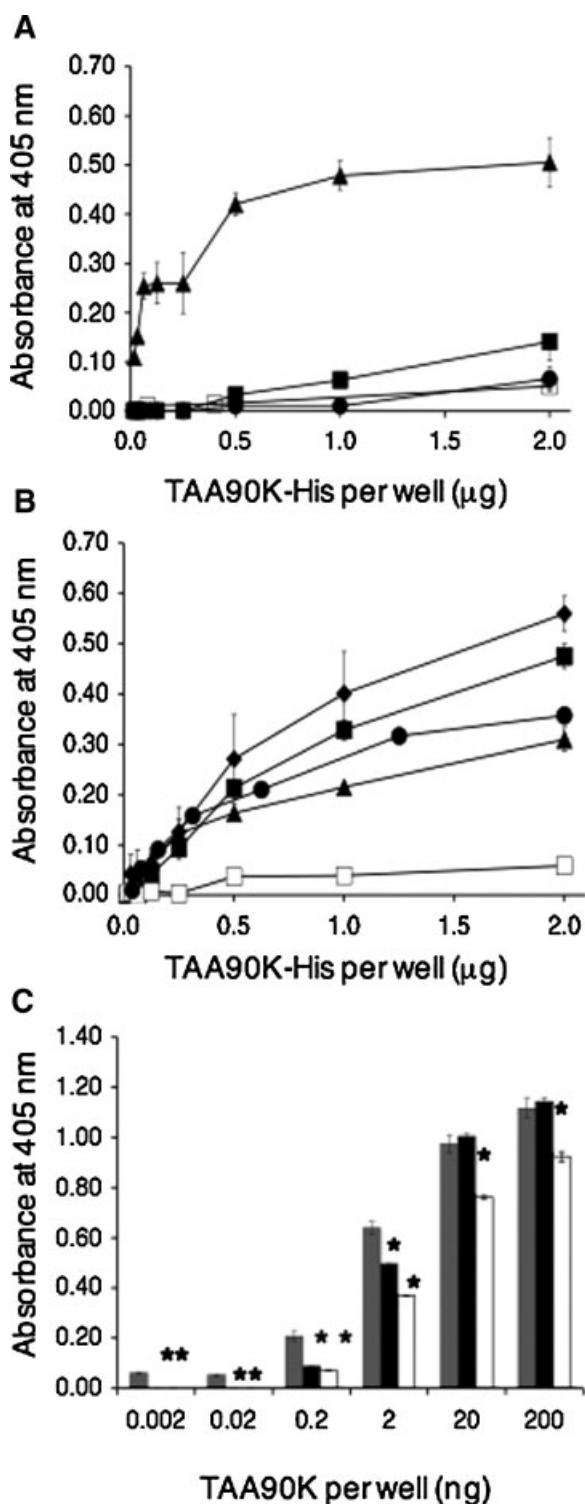 A
0.70
0.60
0.50
0.40
0.30
0.20
0.10
0.00
0.0 0.5 1.0 2.0
Absorbance at 405 nm
TAA90K-His per well (µg)
B
0.70
0.60
0.50
0.40
0.30
0.20
0.10
0.00
0.0 0.5 1.0 2.0
Absorbance at 405 nm
TAA90K-His per well (µg)
C
1.40
1.20
1.00
0.80
0.60
0.40
0.20
0.00
** ** * * * * * *
0.002 0.02 0.2 2 20 200
Absorbance at 405 nm
TAA90K per well (ng)